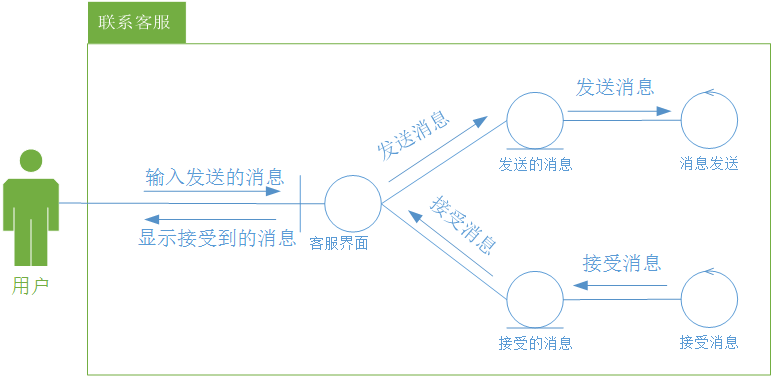 联系客服
发送消息
发送消息
发送的消息
消息发送
输入发送的消息
显示接受到的消息
客服界面
接受消息
接受消息
用户
接受的消息
接受消息